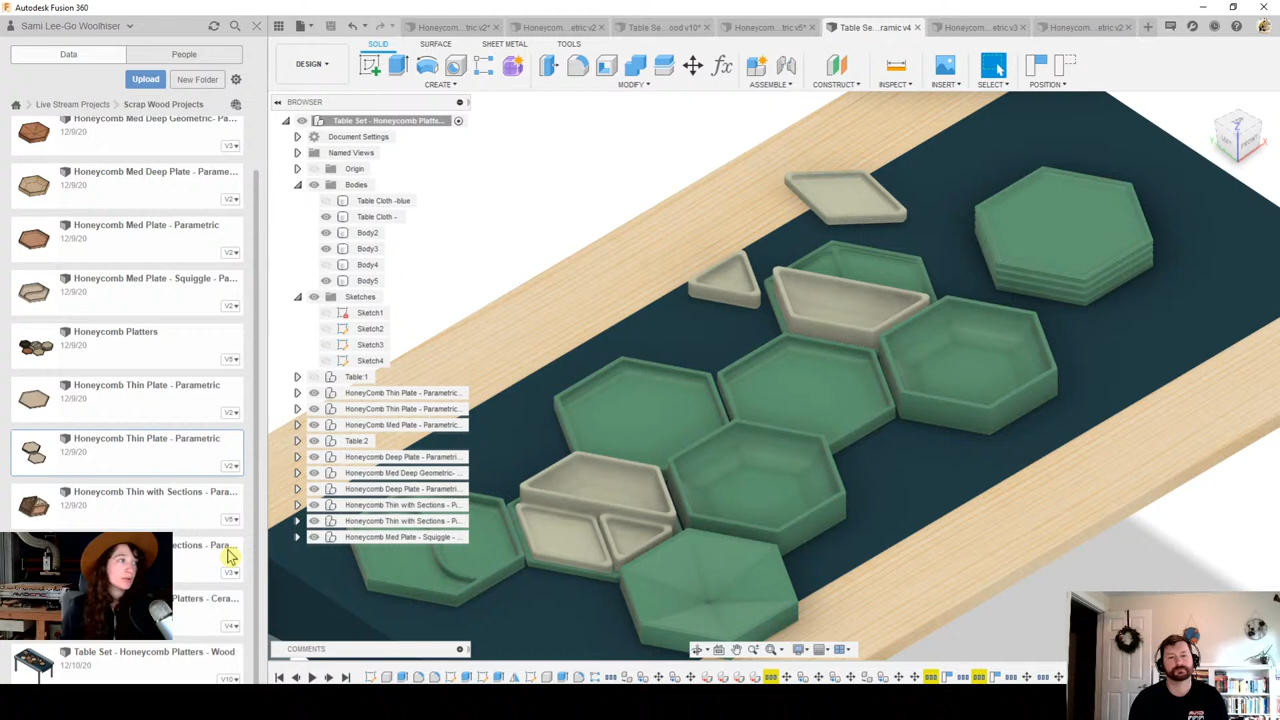 Autodesk Fusion 360
Sami Lee-Goo Woolhiser
Data
People
Upload
New Folder
Live Stream Projects > Scrap Wood Projects
Honeycomb Med Deep Geometric- Pa...
12/9/20
V3
Honeycomb Med Deep Plate - Parame...
12/9/20
V2
Honeycomb Med Plate - Parametric
12/9/20
V2
Honeycomb Med Plate - Squiggle - Pa...
12/9/20
V2
Honeycomb Platters
12/9/20
V5
Honeycomb Thin Plate - Parametric
12/9/20
V2
Honeycomb Thin Plate - Parametric
12/9/20
V2
Honeycomb Thin with Sections - Para...
12/9/20
V5
ections - Para...
V3
Platters - Cera...
V4
Table Set - Honeycomb Platters - Wood
12/10/20
Honeycomb...tric v2*
Honeycomb...etric v2
Table Se...ood v10*
Honeycomb...tric v5*
Table Se...ramic v4
Honeycom...etric v3
Honeycom...etric v2
DESIGN
SOLID
SURFACE
SHEET METAL
TOOLS
CREATE
MODIFY
ASSEMBLE
CONSTRUCT
INSPECT
INSERT
SELECT
POSITION
BROWSER
Table Set - Honeycomb Platte...
Document Settings
Named Views
Origin
Bodies
Table Cloth -blue
Table Cloth -
Body2
Body3
Body4
Body5
Sketches
Sketch1
Sketch2
Sketch3
Sketch4
Table:1
HoneyComb Thin Plate - Parametric...
HoneyComb Thin Plate - Parametric...
HoneyComb Med Plate - Parametric...
Table:2
Honeycomb Deep Plate - Parametri...
Honeycomb Med Deep Geometric- ...
Honeycomb Deep Plate - Parametri...
Honeycomb Thin with Sections - Pa...
Honeycomb Thin with Sections - Pa...
Honeycomb Med Plate - Squiggle - ...
COMMENTS